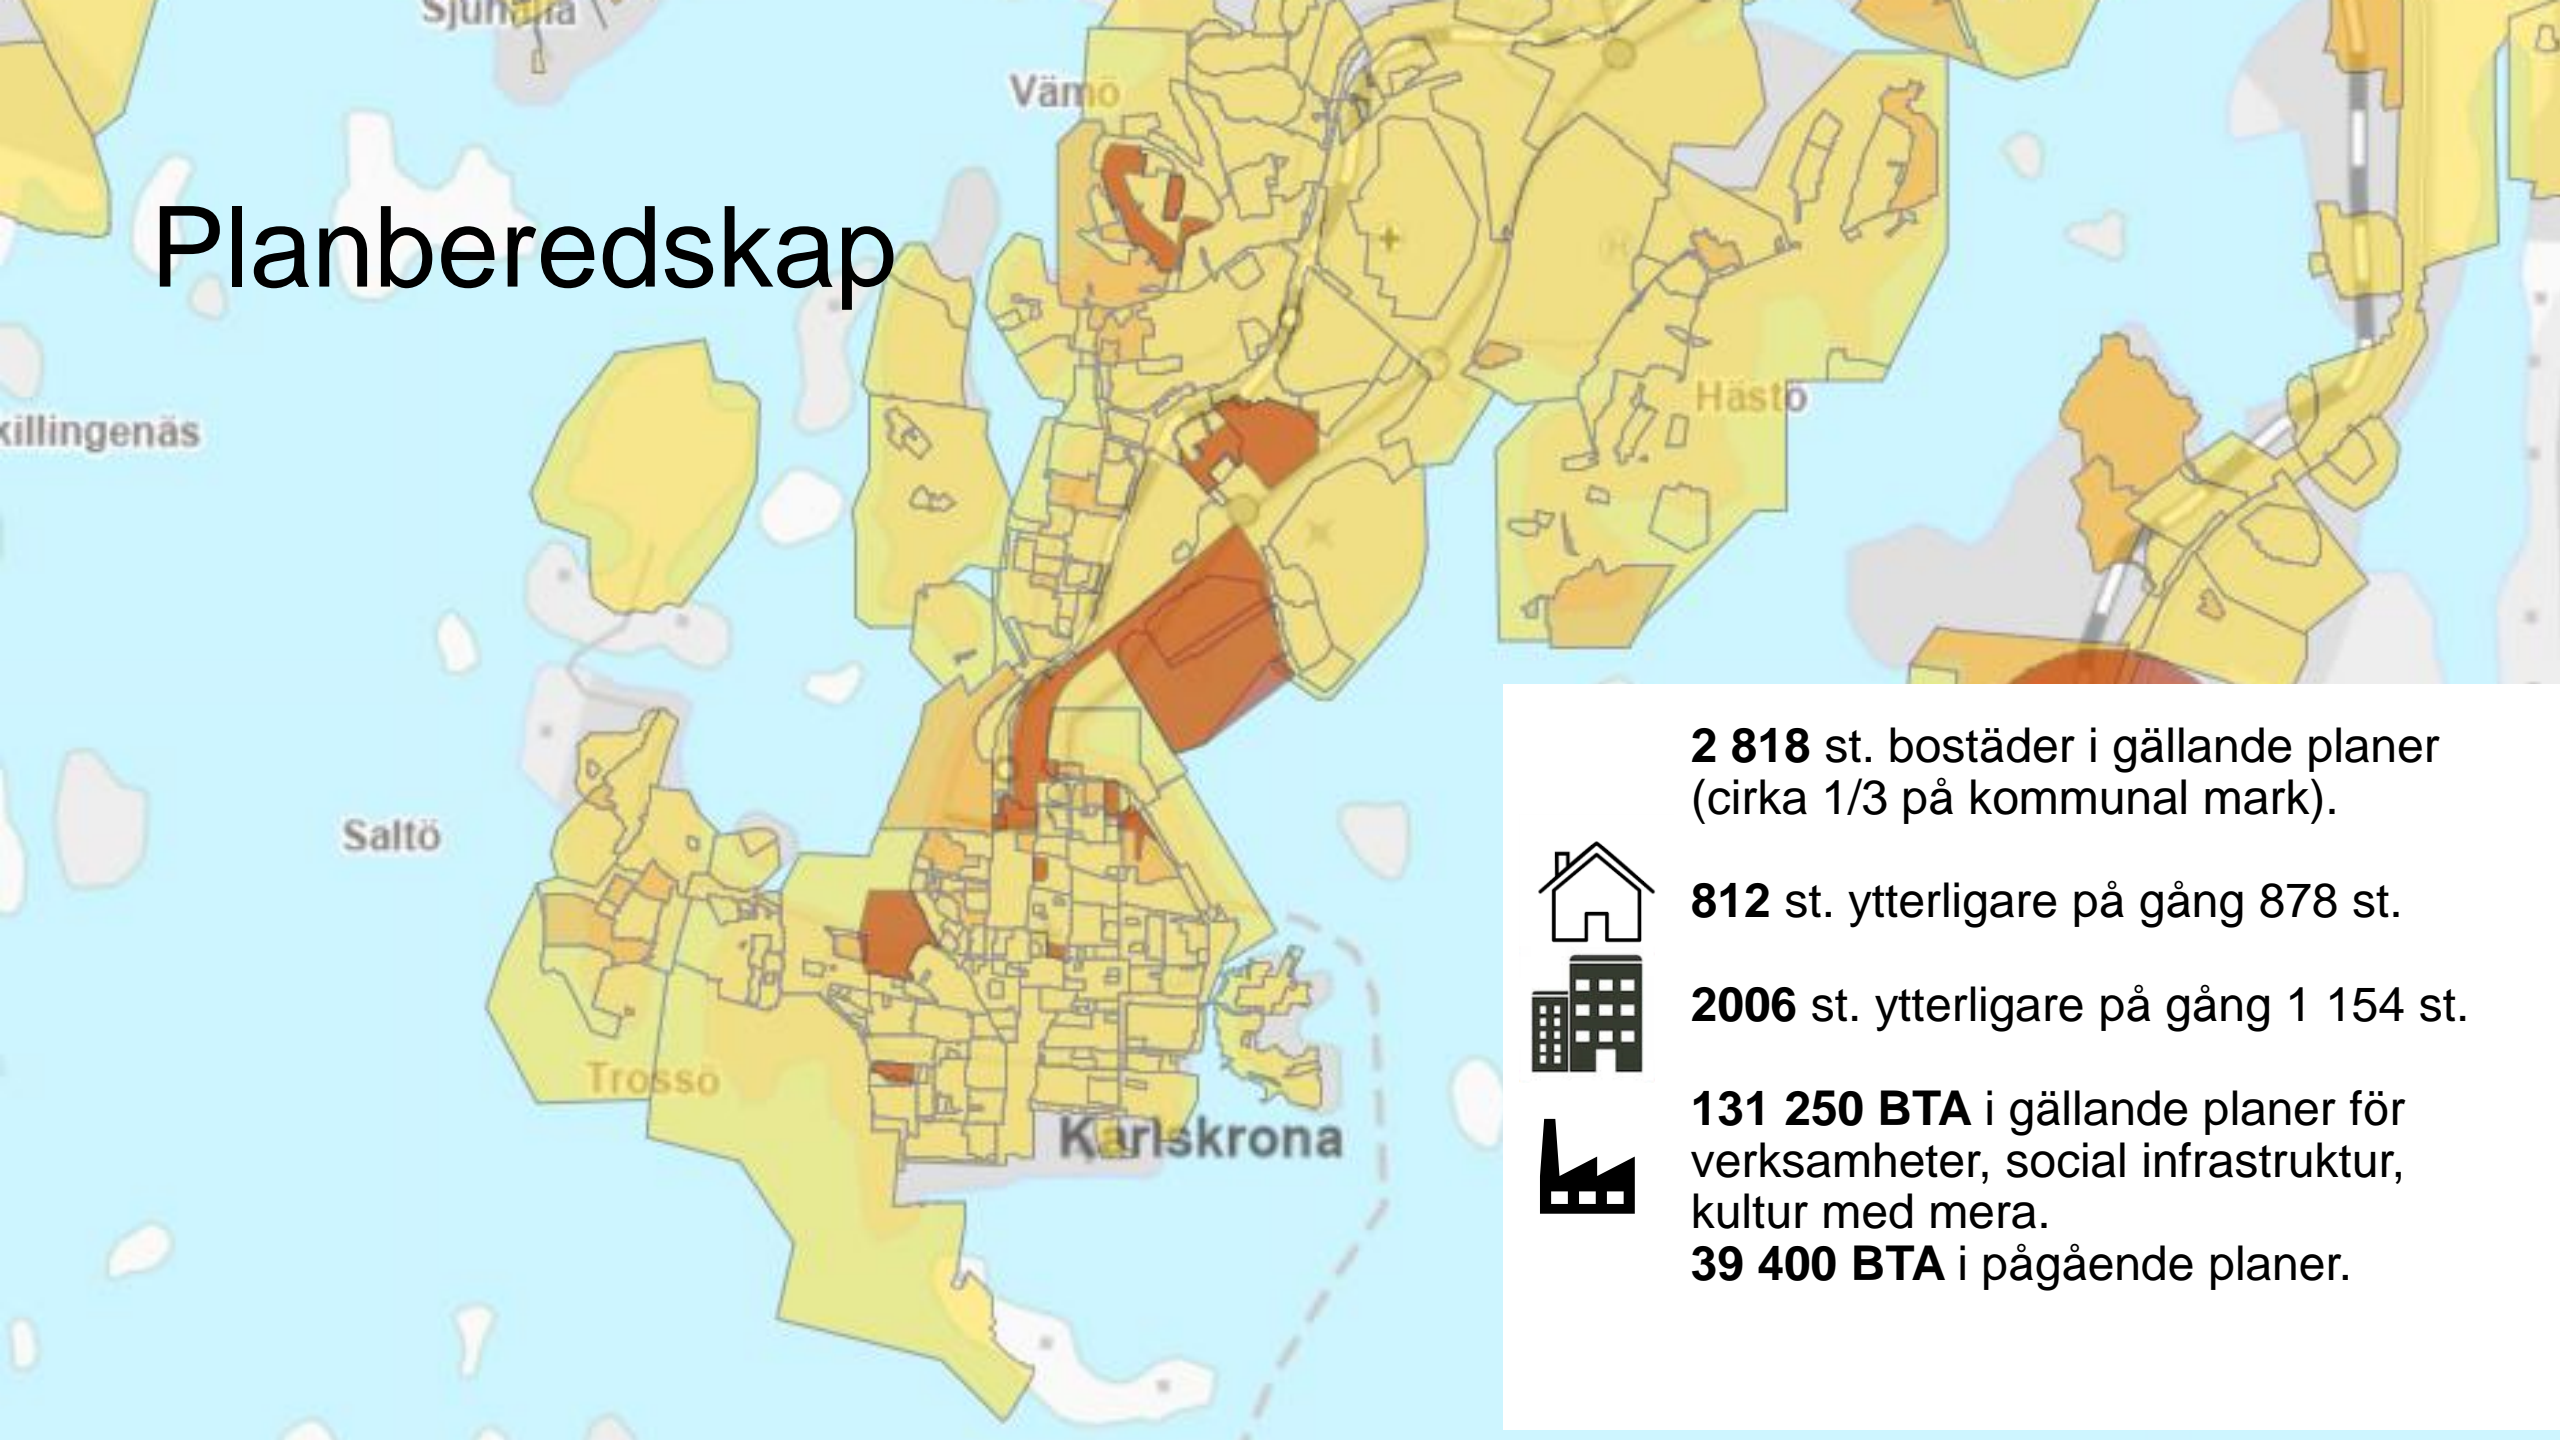 Sjuhalla
Vämö
Planberedskap
Hästö
killingenäs
Saltö
Trossö
Karlskrona
2 818 st. bostäder i gällande planer
(cirka 1/3 på kommunal mark).
812 st. ytterligare på gång 878 st.
2006 st. ytterligare på gång 1 154 st.
131 250 BTA i gällande planer för
verksamheter, social infrastruktur,
kultur med mera.
39 400 BTA i pågående planer.